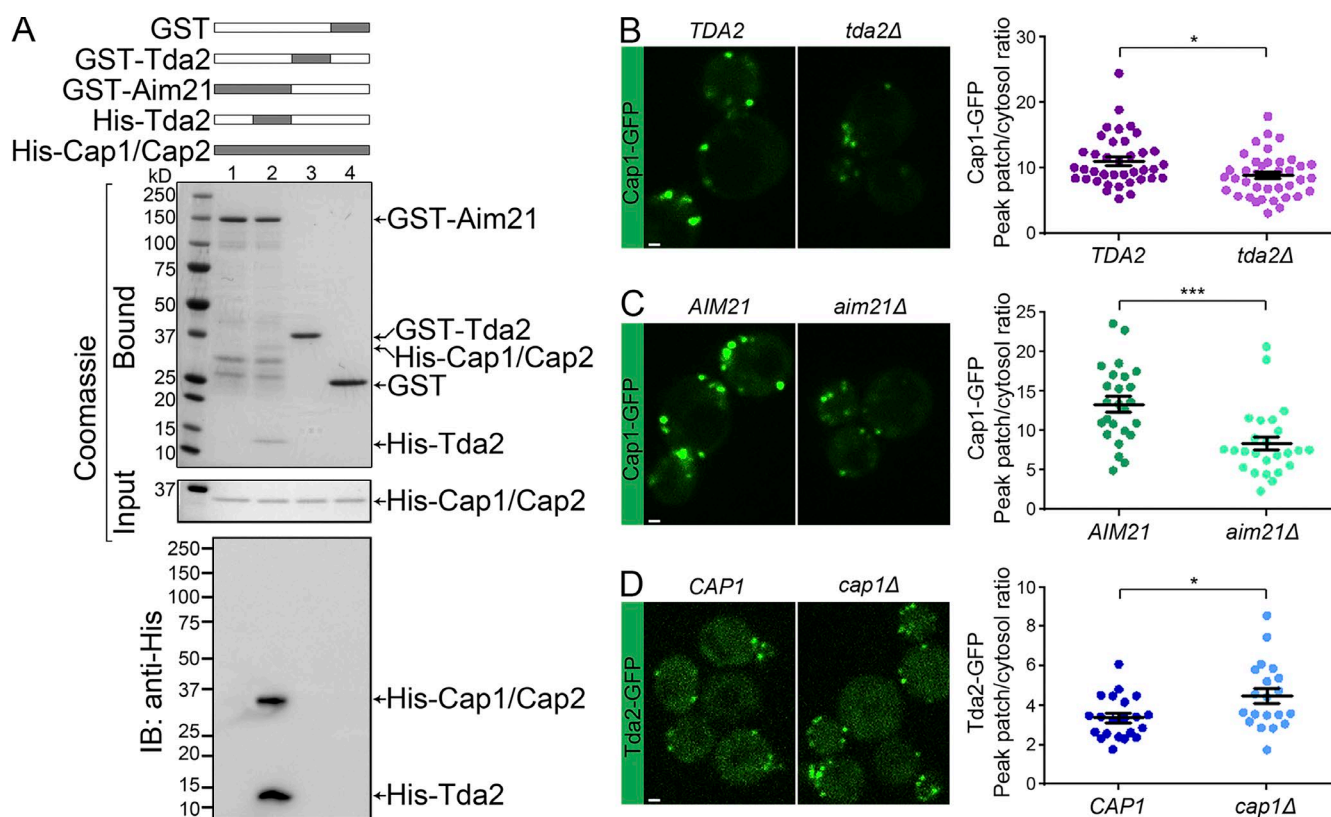 A
GST
GST-Tda2
GST-Aim21
His-Tda2
His-Cap1/Cap2
kD 1 2 3 4
250
150
100
75
50
37
25
20
15
10
Coomassie
Bound
GST-Aim21
GST-Tda2
His-Cap1/Cap2
GST
His-Tda2
Input
37
His-Cap1/Cap2
IB: anti-His
250
150
100
75
50
37
25
20
15
10
His-Cap1/Cap2
His-Tda2
B
TDA2 tda2Δ
Cap1-GFP
Cap1-GFP
Peak patch/cytosol ratio
30
20
10
0
*
TDA2 tda2Δ
C
AIM21 aim21Δ
Cap1-GFP
Cap1-GFP
Peak patch/cytosol ratio
25
20
15
10
5
0
***
AIM21 aim21Δ
D
CAP1 cap1Δ
Tda2-GFP
Tda2-GFP
Peak patch/cytosol ratio
10
8
6
4
2
0
*
CAP1 cap1Δ